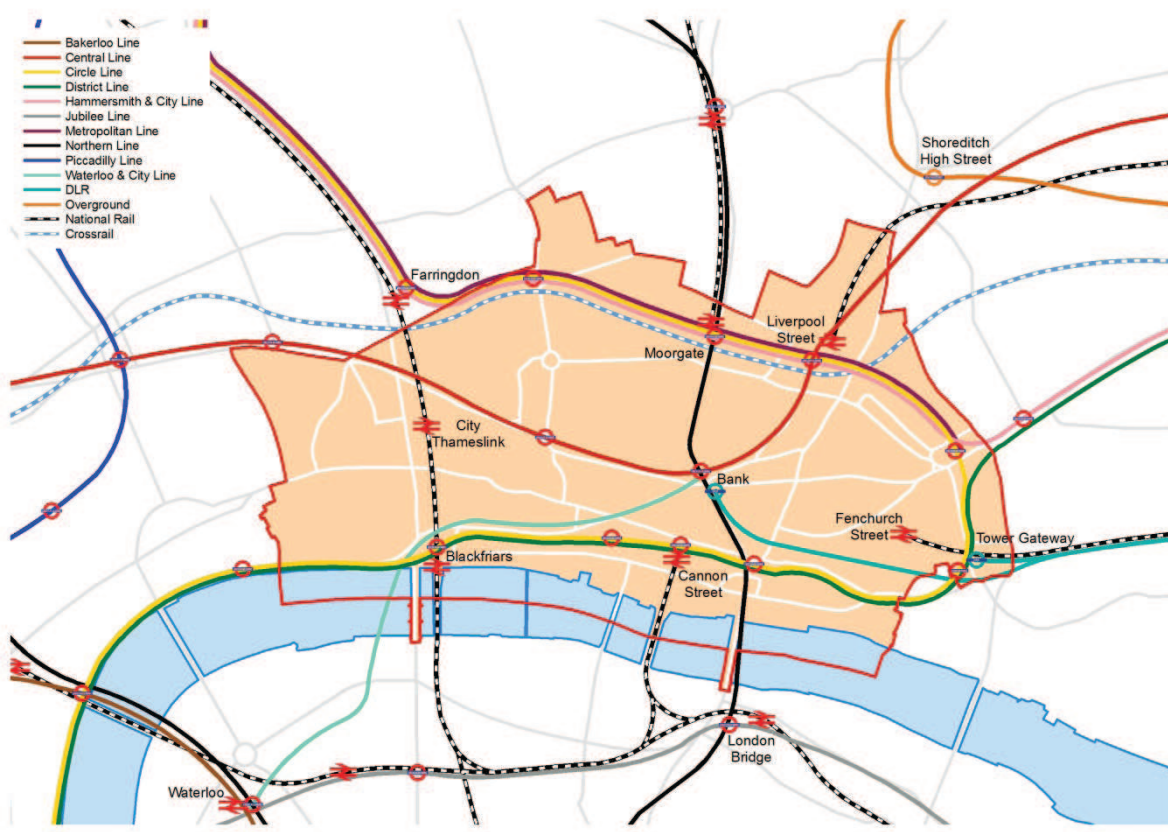 Bakerloo Line
Central Line
Circle Line
District Line
Hammersmith & City Line
Jubilee Line
Metropolitan Line
Northern Line
Piccadilly Line
Waterloo & City Line
DLR
Overground
National Rail
Crossrail
Shoreditch
High Street
Farringdon
Liverpool
Street
Moorgate
City
Thameslink
Bank
Fenchurch
Street
Tower Gateway
Blackfriars
Cannon
Street
London
Bridge
Waterloo